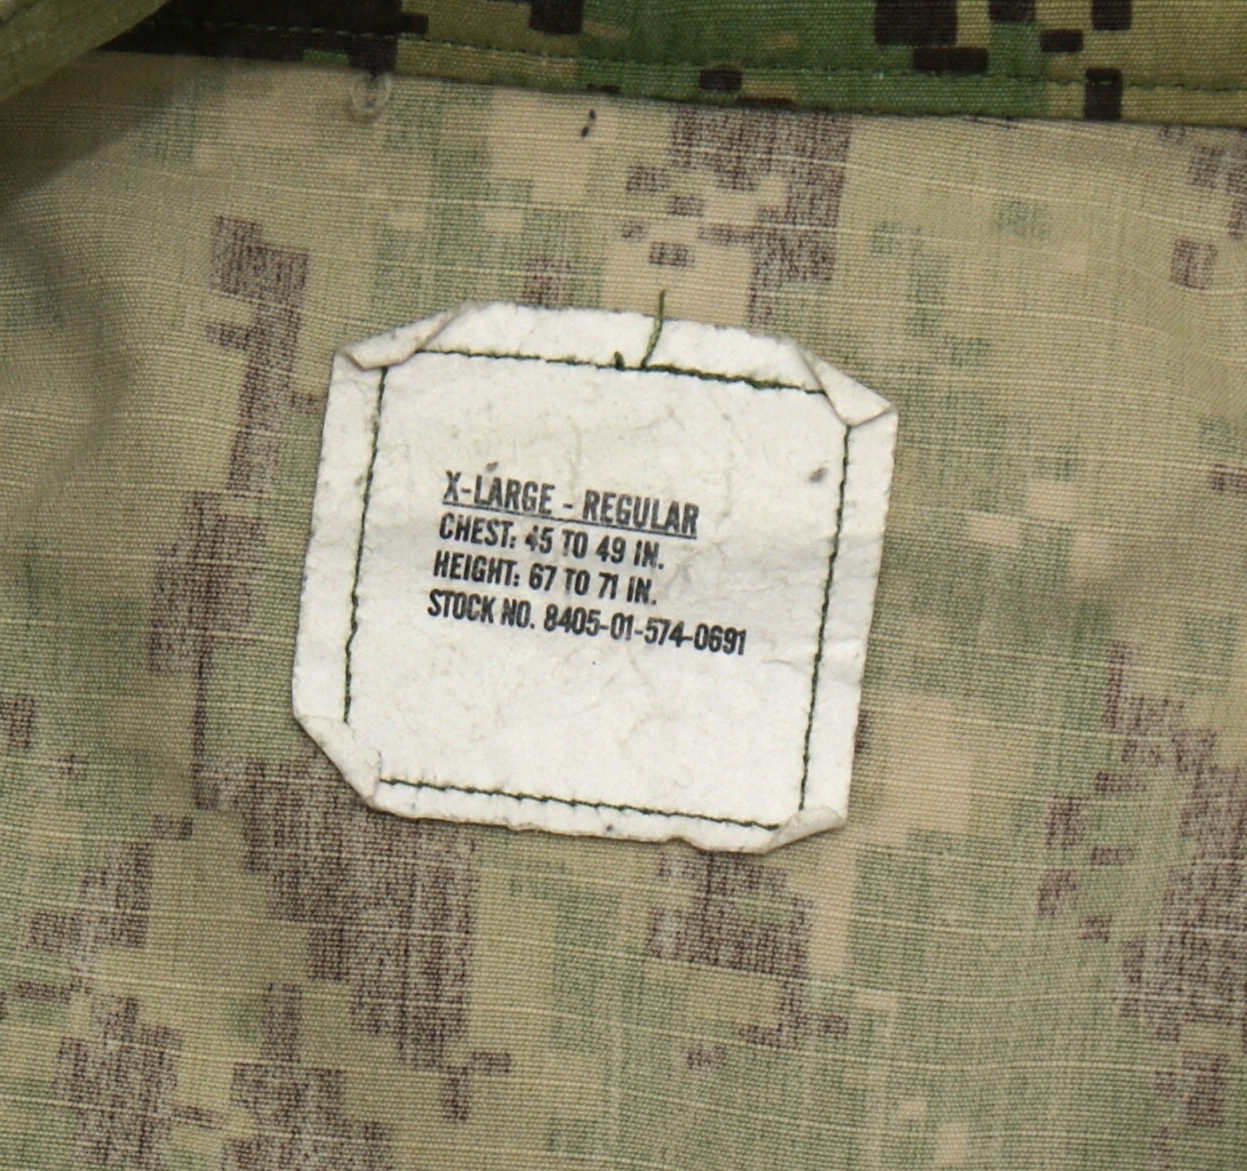 X-LARGE - REGULAR
CHEST: 45 TO 49 IN.
HEIGHT: 67 TO 71 IN.
STOCK NO. 8405-01-574-0691